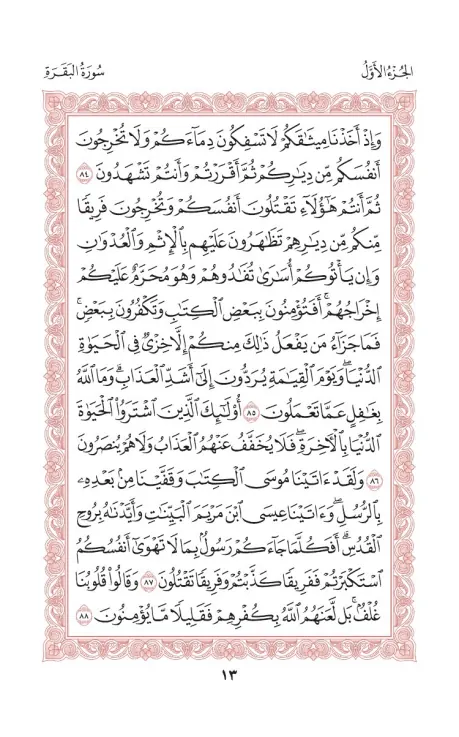 الجُزْءُ الأَوَّلُ سُورَةُ البَقَرَةِ
وَإِذۡ أَخَذۡنَا مِيثَٰقَكُمۡ لَا تَسۡفِكُونَ دِمَآءَكُمۡ وَلَا تُخۡرِجُونَ
أَنفُسَكُم مِّن دِيَٰرِكُمۡ ثُمَّ أَقۡرَرۡتُمۡ وَأَنتُمۡ تَشۡهَدُونَ ٨٤
ثُمَّ أَنتُمۡ هَٰٓؤُلَآءِ تَقۡتُلُونَ أَنفُسَكُمۡ وَتُخۡرِجُونَ فَرِيقٗا
مِّنكُم مِّن دِيَٰرِهِمۡ تَظَٰهَرُونَ عَلَيۡهِم بِٱلۡإِثۡمِ وَٱلۡعُدۡوَٰنِ
وَإِن يَأۡتُوكُمۡ أُسَٰرَىٰ تُفَٰدُوهُمۡ وَهُوَ مُحَرَّمٌ عَلَيۡكُمۡ
إِخۡرَاجُهُمۡۚ أَفَتُؤۡمِنُونَ بِبَعۡضِ ٱلۡكِتَٰبِ وَتَكۡفُرُونَ بِبَعۡضٖۚ
فَمَا جَزَآءُ مَن يَفۡعَلُ ذَٰلِكَ مِنكُمۡ إِلَّا خِزۡيٞ فِي ٱلۡحَيَوٰةِ
ٱلدُّنۡيَاۖ وَيَوۡمَ ٱلۡقِيَٰمَةِ يُرَدُّونَ إِلَىٰٓ أَشَدِّ ٱلۡعَذَابِۗ وَمَا ٱللَّهُ
بِغَٰفِلٍ عَمَّا تَعۡمَلُونَ ٨٥ أُوْلَٰٓئِكَ ٱلَّذِينَ ٱشۡتَرَوُاْ ٱلۡحَيَوٰةَ
ٱلدُّنۡيَا بِٱلۡأٓخِرَةِۖ فَلَا يُخَفَّفُ عَنۡهُمُ ٱلۡعَذَابُ وَلَا هُمۡ يُنصَرُونَ
٨٦ وَلَقَدۡ ءَاتَيۡنَا مُوسَى ٱلۡكِتَٰبَ وَقَفَّيۡنَا مِنۢ بَعۡدِهِۦ
بِٱلرُّسُلِۖ وَءَاتَيۡنَا عِيسَى ٱبۡنَ مَرۡيَمَ ٱلۡبَيِّنَٰتِ وَأَيَّدۡنَٰهُ بِرُوحِ
ٱلۡقُدُسِۗ أَفَكُلَّمَا جَآءَكُمۡ رَسُولُۢ بِمَا لَا تَهۡوَىٰٓ أَنفُسُكُمُ
ٱسۡتَكۡبَرۡتُمۡ فَفَرِيقٗا كَذَّبۡتُمۡ وَفَرِيقٗا تَقۡتُلُونَ ٨٧ وَقَالُواْ قُلُوبُنَا
غُلۡفُۢۚ بَل لَّعَنَهُمُ ٱللَّهُ بِكُفۡرِهِمۡ فَقَلِيلٗا مَّا يُؤۡمِنُونَ ٨٨
١٣